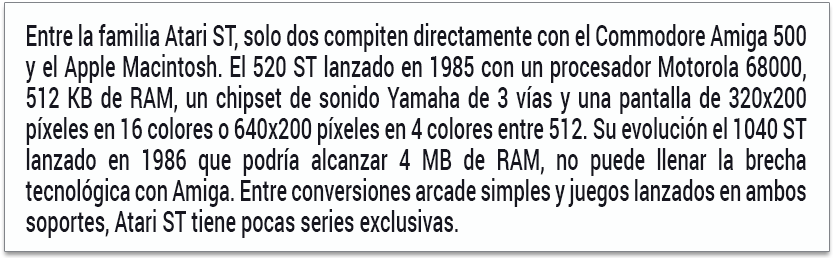 Entre la familia Atari ST, solo dos compiten directamente con el Commodore Amiga 500
y el Apple Macintosh. El 520 ST lanzado en 1985 con un procesador Motorola 68000,
512 KB de RAM, un chipset de sonido Yamaha de 3 vías y una pantalla de 320x200
píxeles en 16 colores o 640x200 píxeles en 4 colores entre 512. Su evolución el 1040 ST
lanzado en 1986 que podría alcanzar 4 MB de RAM, no puede llenar la brecha
tecnológica con Amiga. Entre conversiones arcade simples y juegos lanzados en ambos
soportes, Atari ST tiene pocas series exclusivas.